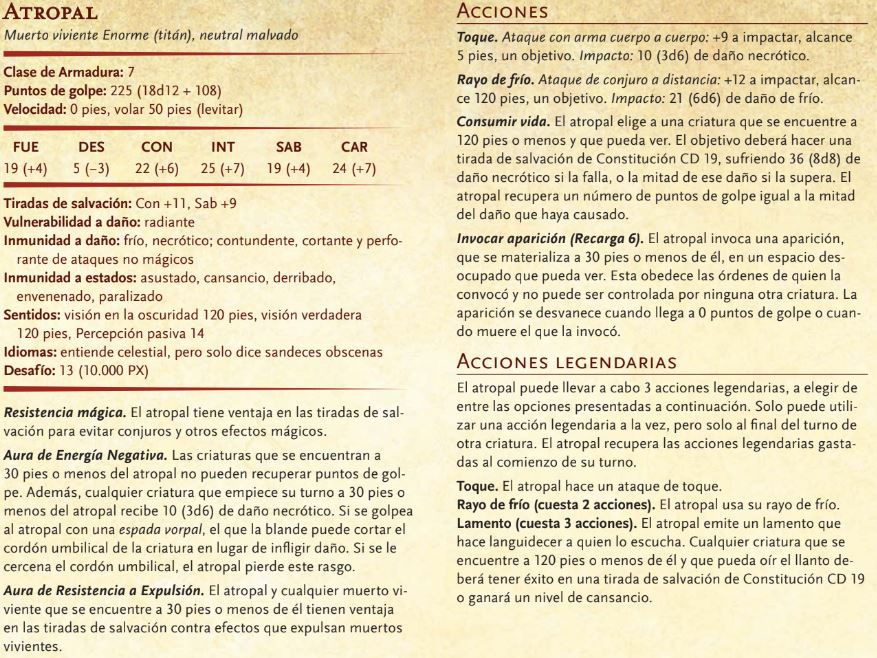 ATROPAL
Muerto viviente Enorme (titán), neutral malvado
Clase de Armadura: 7
Puntos de golpe: 225 (18d12 + 108)
Velocidad: 0 pies, volar 50 pies (levitar)
FUE DES CON INT SAB CAR
19 (+4) 5 (−3) 22 (+6) 25 (+7) 19 (+4) 24 (+7)
Tiradas de salvación: Con +11, Sab +9
Vulnerabilidad a daño: radiante
Inmunidad a daño: frío, necrótico; contundente, cortante y perfo-
rante de ataques no mágicos
Inmunidad a estados: asustado, cansancio, derribado,
envenenado, paralizado
Sentidos: visión en la oscuridad 120 pies, visión verdadera
120 pies, Percepción pasiva 14
Idiomas: entiende celestial, pero solo dice sandeces obscenas
Desafío: 13 (10.000 PX)
Resistencia mágica. El atropal tiene ventaja en las tiradas de sal-
vación para evitar conjuros y otros efectos mágicos.
Aura de Energía Negativa. Las criaturas que se encuentran a
30 pies o menos del atropal no pueden recuperar puntos de gol-
pe. Además, cualquier criatura que empiece su turno a 30 pies o
menos del atropal recibe 10 (3d6) de daño necrótico. Si se golpea
al atropal con una espada vorpal, el que la blande puede cortar el
cordón umbilical de la criatura en lugar de infligir daño. Si se le
cercena el cordón umbilical, el atropal pierde este rasgo.
Aura de Resistencia a Expulsión. El atropal y cualquier muerto vi-
viente que se encuentre a 30 pies o menos de él tienen ventaja
en las tiradas de salvación contra efectos que expulsan muertos
vivientes.
ACCIONES
Toque. Ataque con arma cuerpo a cuerpo: +9 a impactar, alcance
5 pies, un objetivo. Impacto: 10 (3d6) de daño necrótico.
Rayo de frío. Ataque de conjuro a distancia: +12 a impactar, alcan-
ce 120 pies, un objetivo. Impacto: 21 (6d6) de daño de frío.
Consumir vida. El atropal elige a una criatura que se encuentre a
120 pies o menos y que pueda ver. El objetivo deberá hacer una
tirada de salvación de Constitución CD 19, sufriendo 36 (8d8) de
daño necrótico si la falla, o la mitad de ese daño si la supera. El
atropal recupera un número de puntos de golpe igual a la mitad
del daño que haya causado.
Invocar aparición (Recarga 6). El atropal invoca una aparición,
que se materializa a 30 pies o menos de él, en un espacio des-
ocupado que pueda ver. Esta obedece las órdenes de quien la
convocó y no puede ser controlada por ninguna otra criatura. La
aparición se desvanece cuando llega a 0 puntos de golpe o cuan-
do muere el que la invocó.
ACCIONES LEGENDARIAS
El atropal puede llevar a cabo 3 acciones legendarias, a elegir de
entre las opciones presentadas a continuación. Solo puede utili-
zar una acción legendaria a la vez, pero solo al final del turno de
otra criatura. El atropal recupera las acciones legendarias gasta-
das al comienzo de su turno.
Toque. El atropal hace un ataque de toque.
Rayo de frío (cuesta 2 acciones). El atropal usa su rayo de frío.
Lamento (cuesta 3 acciones). El atropal emite un lamento que
hace languidecer a quien lo escucha. Cualquier criatura que se
encuentre a 120 pies o menos de él y que pueda oír el llanto de-
berá tener éxito en una tirada de salvación de Constitución CD 19
o ganará un nivel de cansancio.